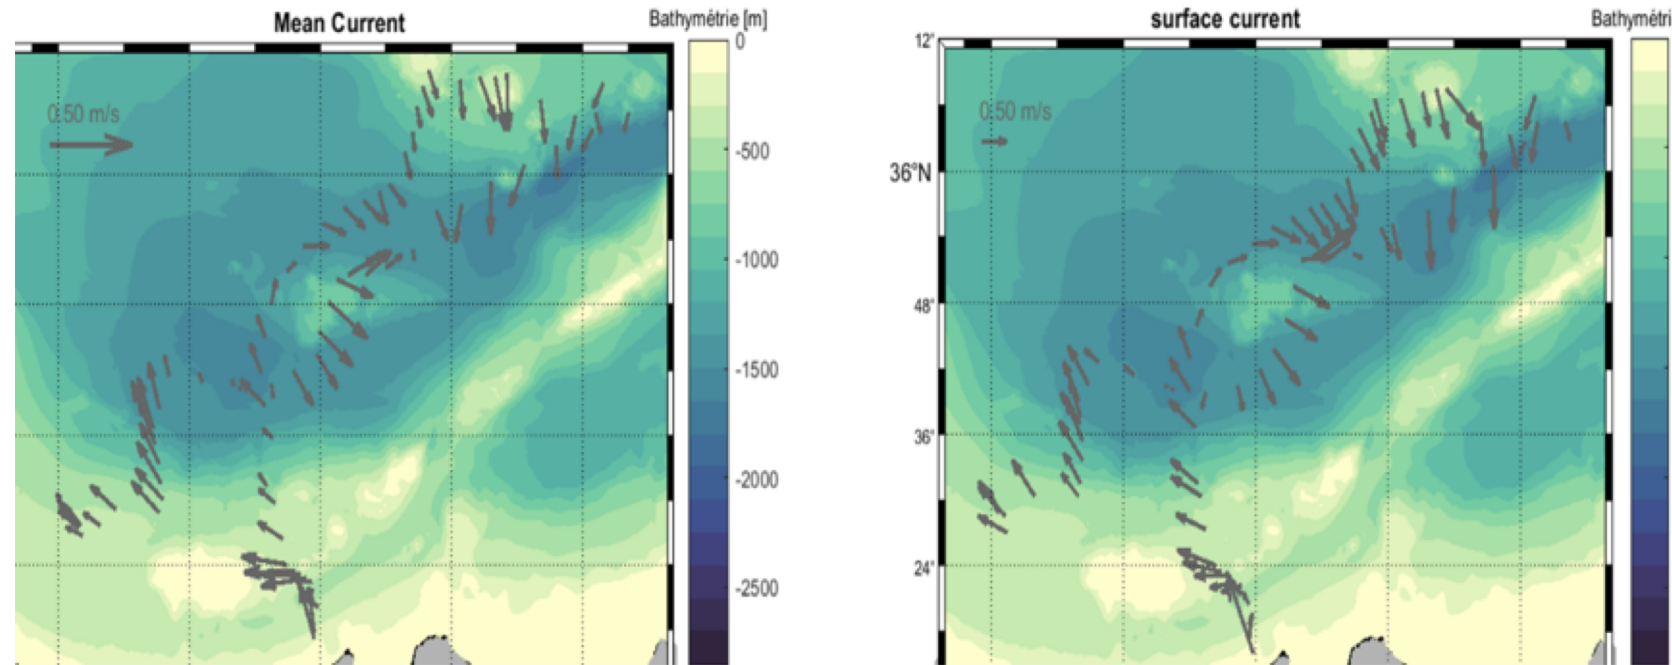 Mean Current
Bathymétrie [m]
0
0.50 m/s
-500
-1000
-1500
-2000
-2500
surface current
Bathymétri
12'
0.50 m/s
36°N
48'
36'
24'